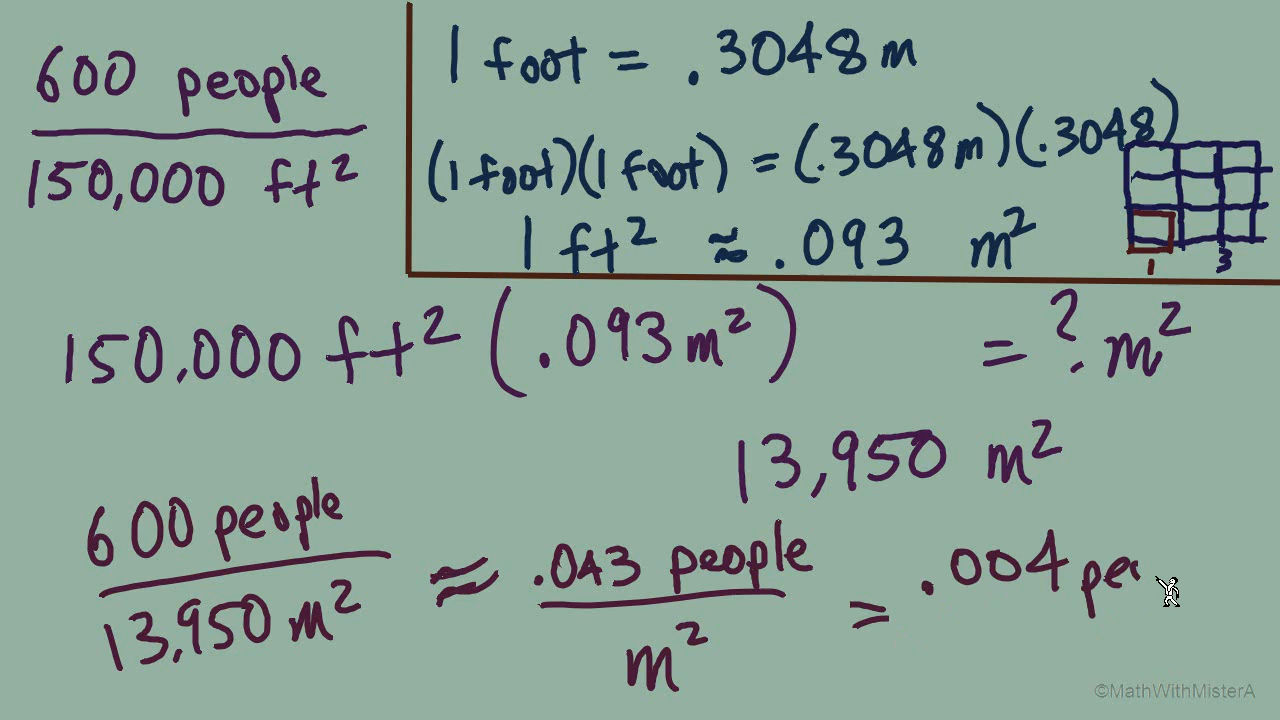 600 people
150,000 ft²
1 foot = .3048 m
(1 foot)(1 foot) = (.3048 m)(.3048)
1 ft² ≈ .093 m²
1 3
150,000 ft² (.093 m²) = ? m²
13,950 m²
600 people
13,950 m²
≈ .043 people
m²
= .004 peo
©MathWithMisterA